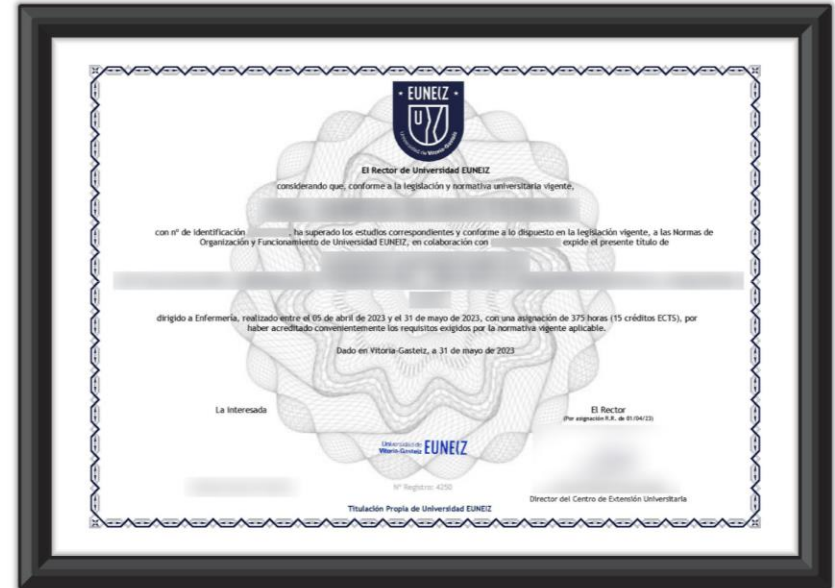 EUNEIZ
Universidad de Vitoria-Gasteiz
El Rector de Universidad EUNEIZ
considerando que, conforme a la legislación y normativa universitaria vigente,
con nº de identificación , ha superado los estudios correspondientes y conforme a lo dispuesto en la legislación vigente, a las Normas de
Organización y Funcionamiento de Universidad EUNEIZ, en colaboración con expide el presente título de
dirigido a Enfermería, realizado entre el 05 de abril de 2023 y el 31 de mayo de 2023, con una asignación de 375 horas (15 créditos ECTS), por
haber acreditado convenientemente los requisitos exigidos por la normativa vigente aplicable.
Dado en Vitoria-Gasteiz, a 31 de mayo de 2023
La interesada
El Rector
(Por asignación R.R. de 01/04/23)
Universidad de
Vitoria-Gasteiz EUNEIZ
Nº Registro: 4250
Director del Centro de Extensión Universitaria
Titulación Propia de Universidad EUNEIZ